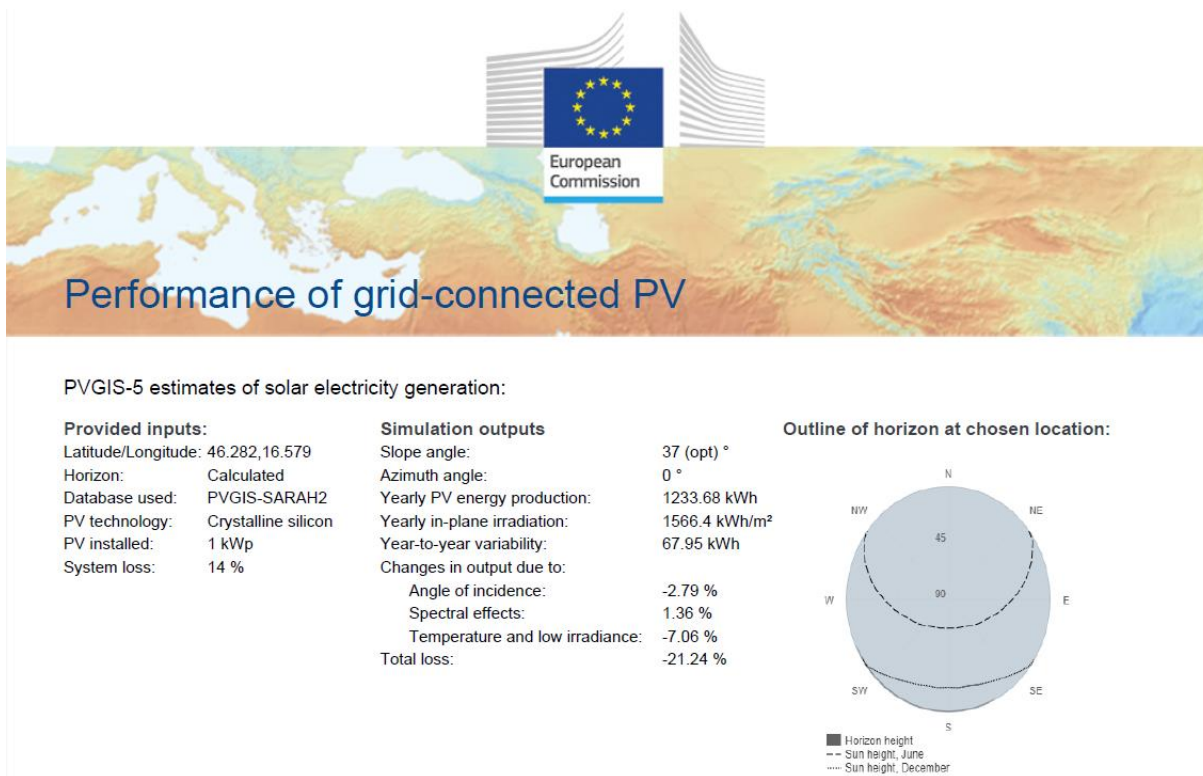 European
Commission
Performance of grid-connected PV
PVGIS-5 estimates of solar electricity generation:
Provided inputs:
Latitude/Longitude: 46.282,16.579
Horizon: Calculated
Database used: PVGIS-SARAH2
PV technology: Crystalline silicon
PV installed: 1 kWp
System loss: 14 %
Simulation outputs
Slope angle: 37 (opt) °
Azimuth angle: 0 °
Yearly PV energy production: 1233.68 kWh
Yearly in-plane irradiation: 1566.4 kWh/m²
Year-to-year variability: 67.95 kWh
Changes in output due to:
Angle of incidence: -2.79 %
Spectral effects: 1.36 %
Temperature and low irradiance: -7.06 %
Total loss: -21.24 %
Outline of horizon at chosen location:
N
NW NE
45
W 90 E
SW SE
S
Horizon height
Sun height, June
Sun height, December